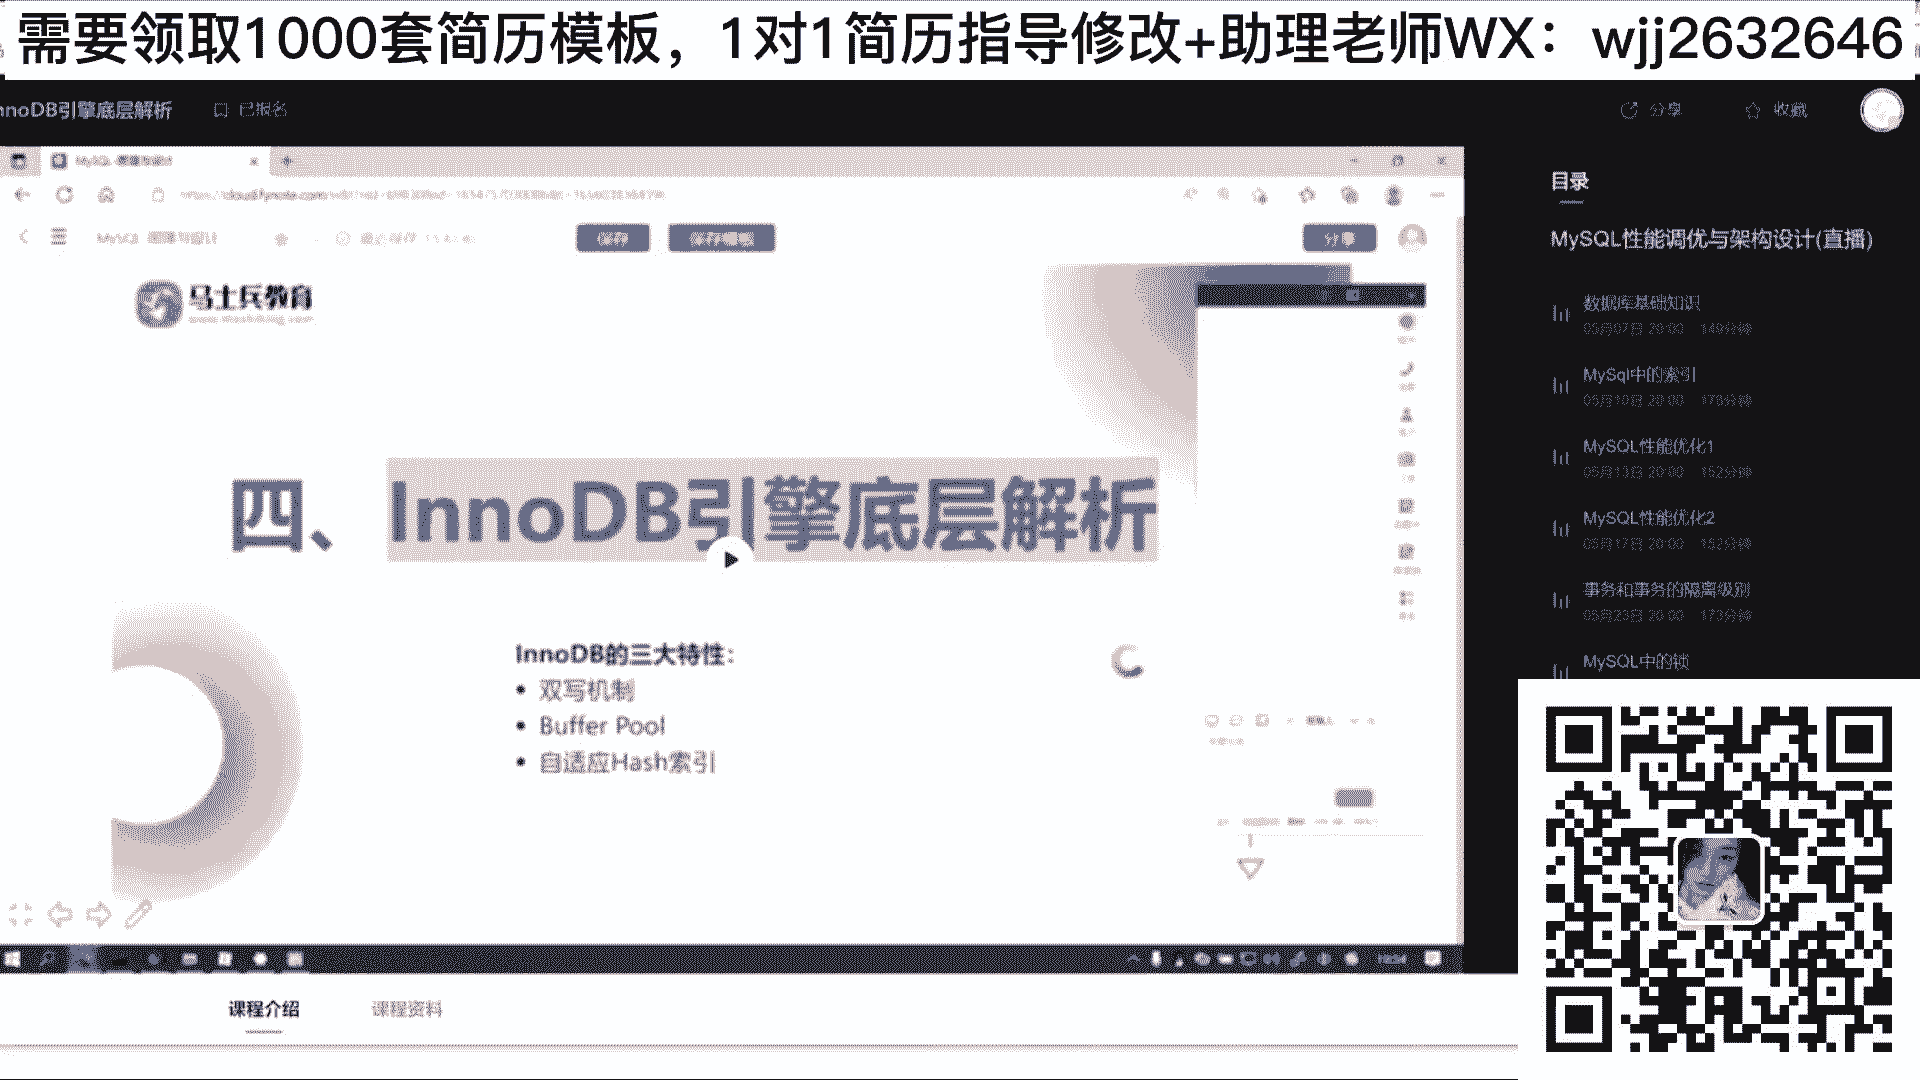 需要领取1000套简历模板，1对1简历指导修改+助理老师WX：wjj2632646
nnoDB引擎底层解析
已报名
分享
收藏
保存
保存模板
分享
马士兵教育
四、InnoDB引擎底层解析
InnoDB的三大特性：
• 双写机制
• Buffer Pool
• 自适应Hash索引
课程介绍
课程资料
目录
MySQL性能调优与架构设计(直播)
数据库基础知识
05月07日 20:00 149分钟
MySql中的索引
05月10日 20:00 178分钟
MySQL性能优化1
05月13日 20:00 152分钟
MySQL性能优化2
05月17日 20:00 152分钟
事务和事务的隔离级别
05月23日 20:00 173分钟
MySQL中的锁